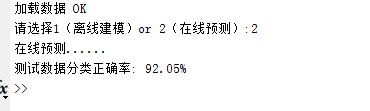 加载数据 OK
请选择1（离线建模）or 2（在线预测）:2
在线预测......
测试数据分类正确率: 92.05%
>>